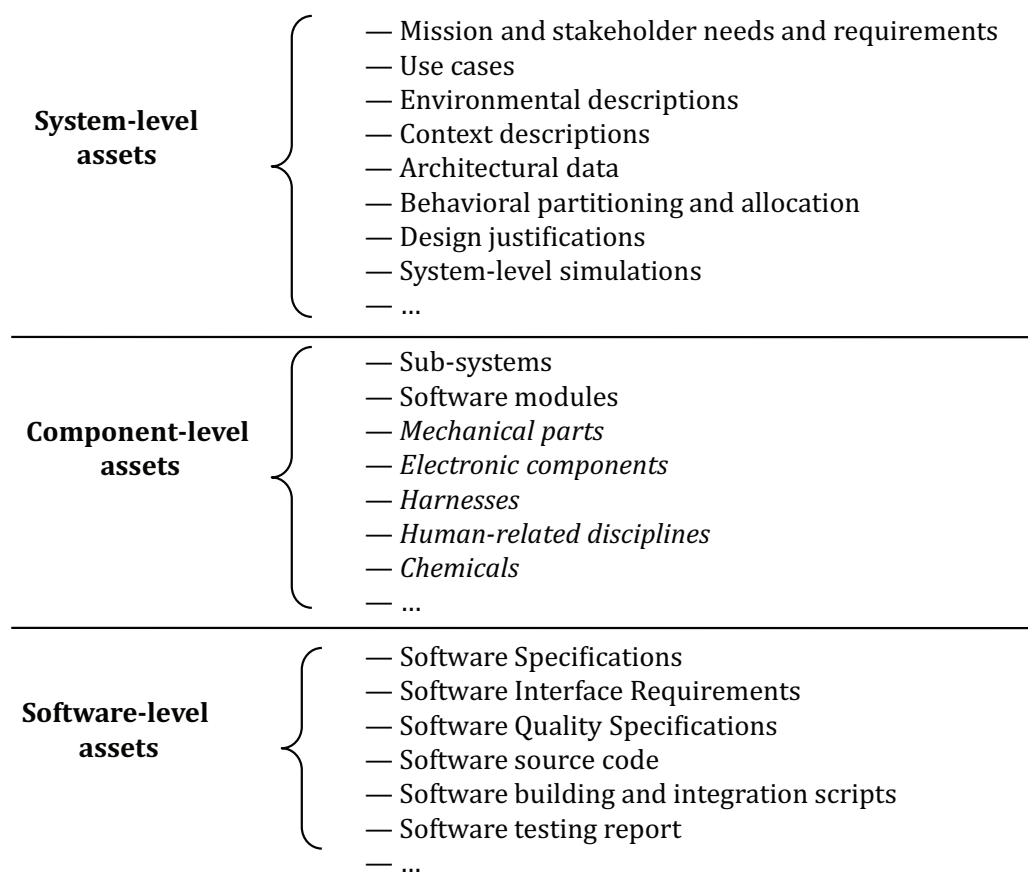 System-level
assets
— Mission and stakeholder needs and requirements
— Use cases
— Environmental descriptions
— Context descriptions
— Architectural data
— Behavioral partitioning and allocation
— Design justifications
— System-level simulations
— ...
Component-level
assets
— Sub-systems
— Software modules
— Mechanical parts
— Electronic components
— Harnesses
— Human-related disciplines
— Chemicals
— ...
Software-level
assets
— Software Specifications
— Software Interface Requirements
— Software Quality Specifications
— Software source code
— Software building and integration scripts
— Software testing report
— ...